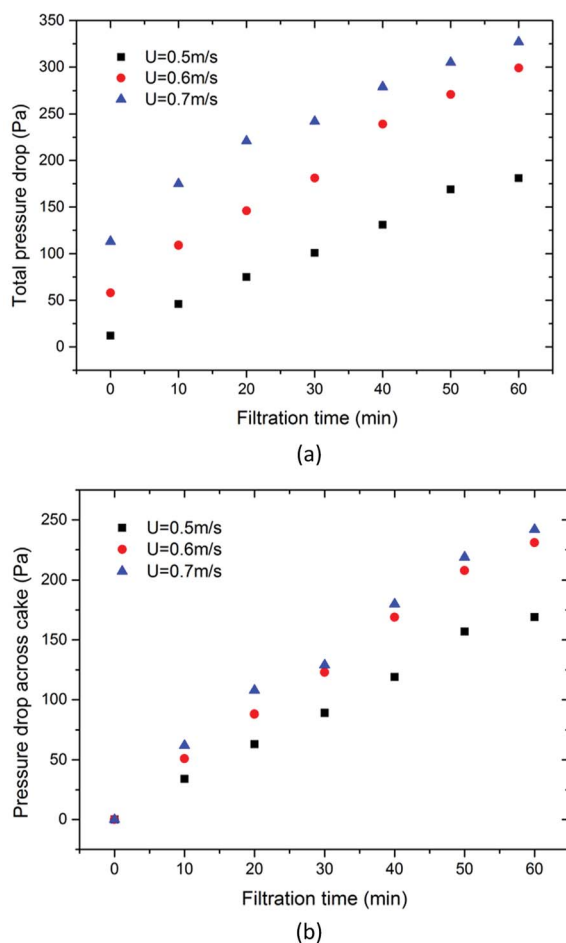 350
300
250
200
150
100
50
0
Total pressure drop (Pa)
U=0.5m/s
U=0.6m/s
U=0.7m/s
0 10 20 30 40 50 60
Filtration time (min)
(a)
250
200
150
100
50
0
Pressure drop across cake (Pa)
U=0.5m/s
U=0.6m/s
U=0.7m/s
0 10 20 30 40 50 60
Filtration time (min)
(b)